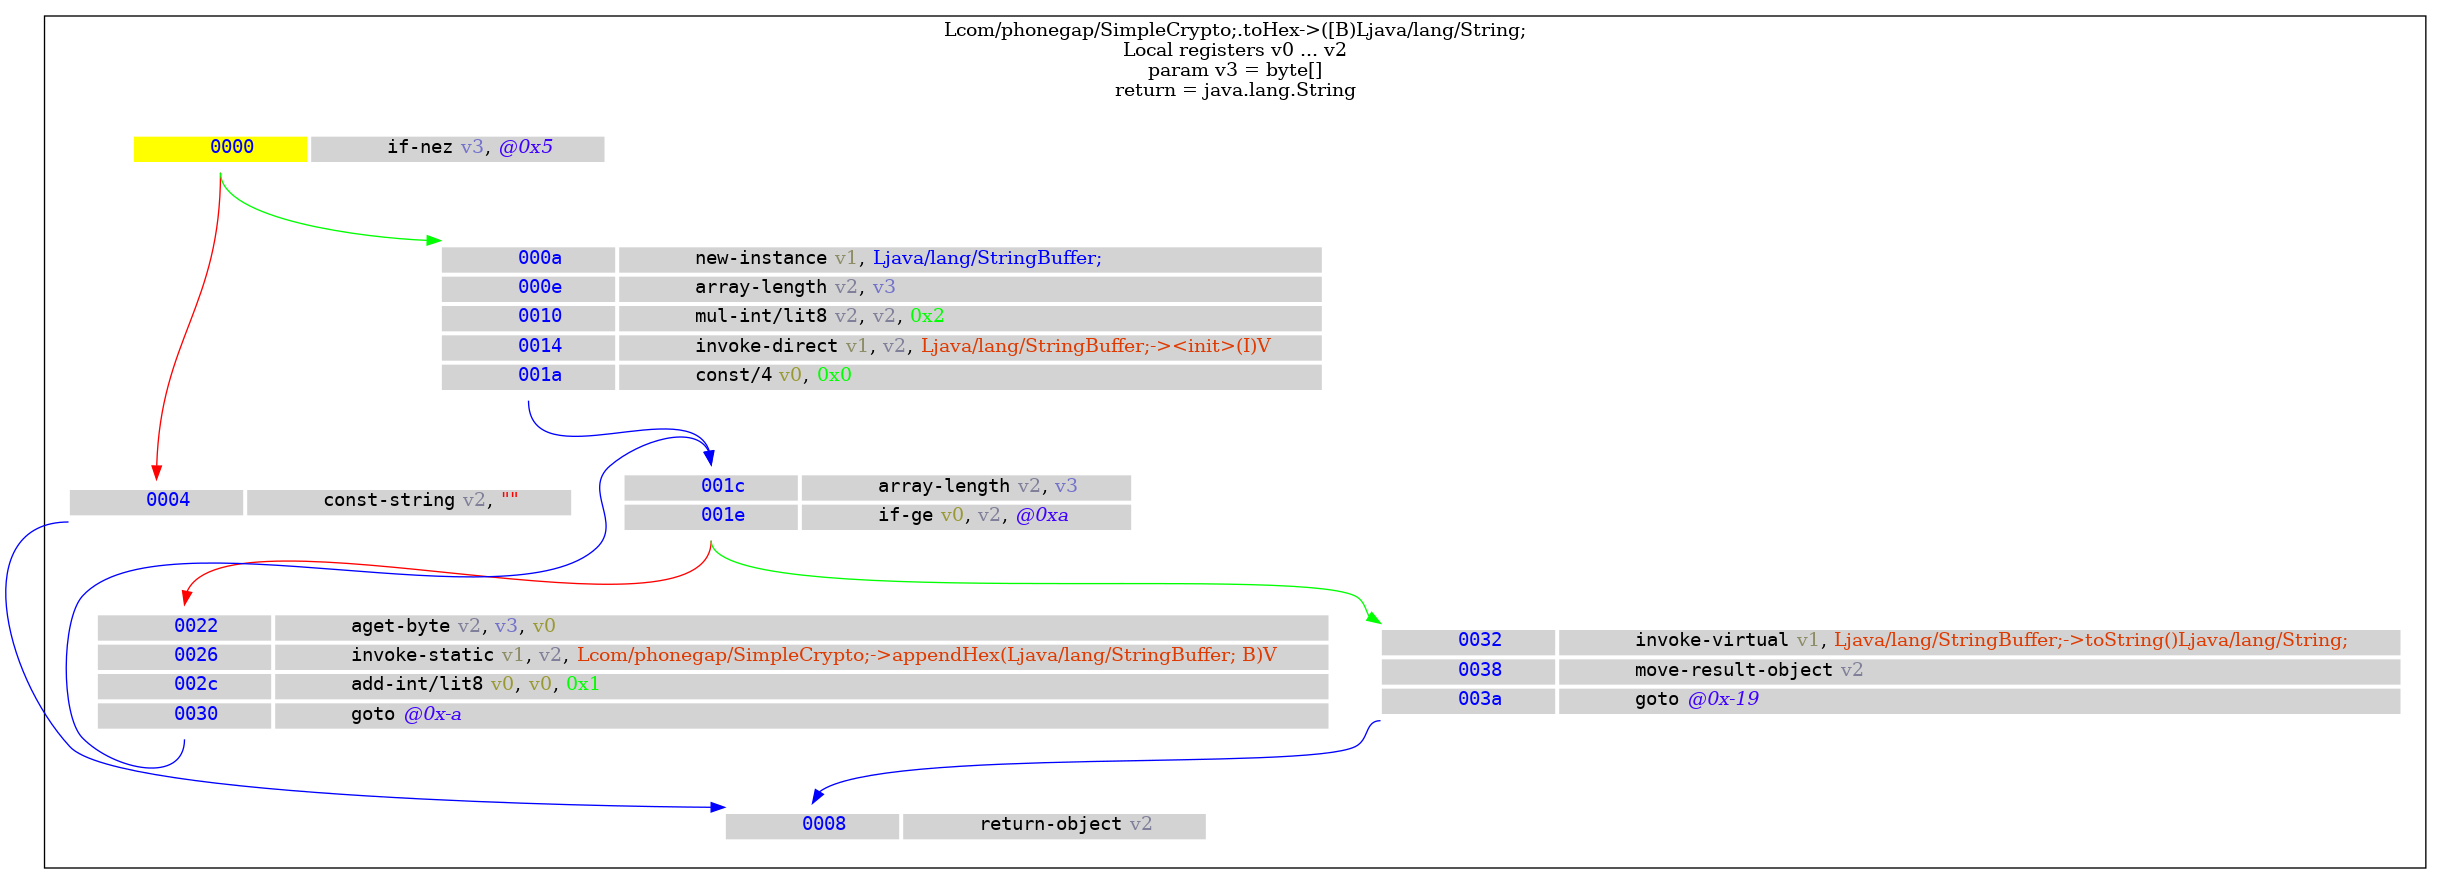 Lcom/phonegap/SimpleCrypto;.toHex->([B)Ljava/lang/String;
Local registers v0 ... v2
param v3 = byte[]
return = java.lang.String
0000 if-nez v3, @0x5
000a new-instance v1, Ljava/lang/StringBuffer;
000e array-length v2, v3
0010 mul-int/lit8 v2, v2, 0x2
0014 invoke-direct v1, v2, Ljava/lang/StringBuffer;-><init>(I)V
001a const/4 v0, 0x0
0004 const-string v2, ""
001c array-length v2, v3
001e if-ge v0, v2, @0xa
0022 aget-byte v2, v3, v0
0026 invoke-static v1, v2, Lcom/phonegap/SimpleCrypto;->appendHex(Ljava/lang/StringBuffer; B)V
002c add-int/lit8 v0, v0, 0x1
0030 goto @0x-a
0032 invoke-virtual v1, Ljava/lang/StringBuffer;->toString()Ljava/lang/String;
0038 move-result-object v2
003a goto @0x-19
0008 return-object v2